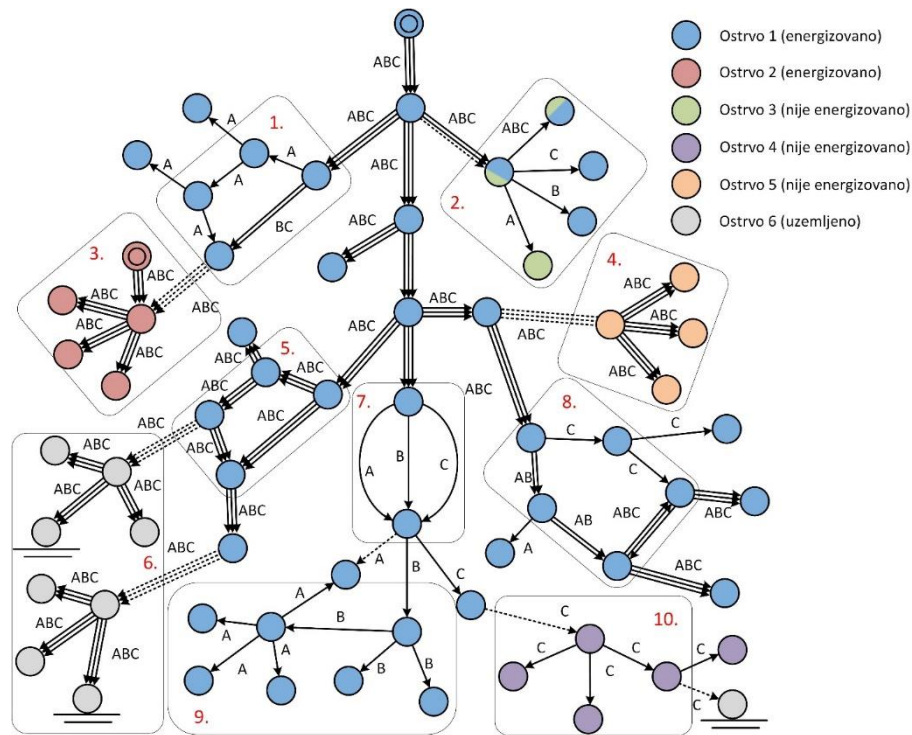 ABC
Ostrvo 1 (energizovano)
Ostrvo 2 (energizovano)
Ostrvo 3 (nije energizovano)
Ostrvo 4 (nije energizovano)
Ostrvo 5 (nije energizovano)
Ostrvo 6 (uzemljeno)
1.
A
A
A
A
A
BC
ABC
ABC
ABC
ABC
C
B
A
2.
3.
ABC
ABC
ABC
ABC
ABC
ABC
ABC
ABC
4.
ABC
ABC
ABC
ABC
5.
ABC
ABC
ABC
ABC
ABC
ABC
ABC
ABC
7.
A
B
C
ABC
8.
C
C
C
AB
AB
A
ABC
ABC
ABC
6.
ABC
ABC
ABC
ABC
ABC
ABC
ABC
A
B
C
9.
A
A
A
A
B
B
B
10.
C
C
C
C
C
C